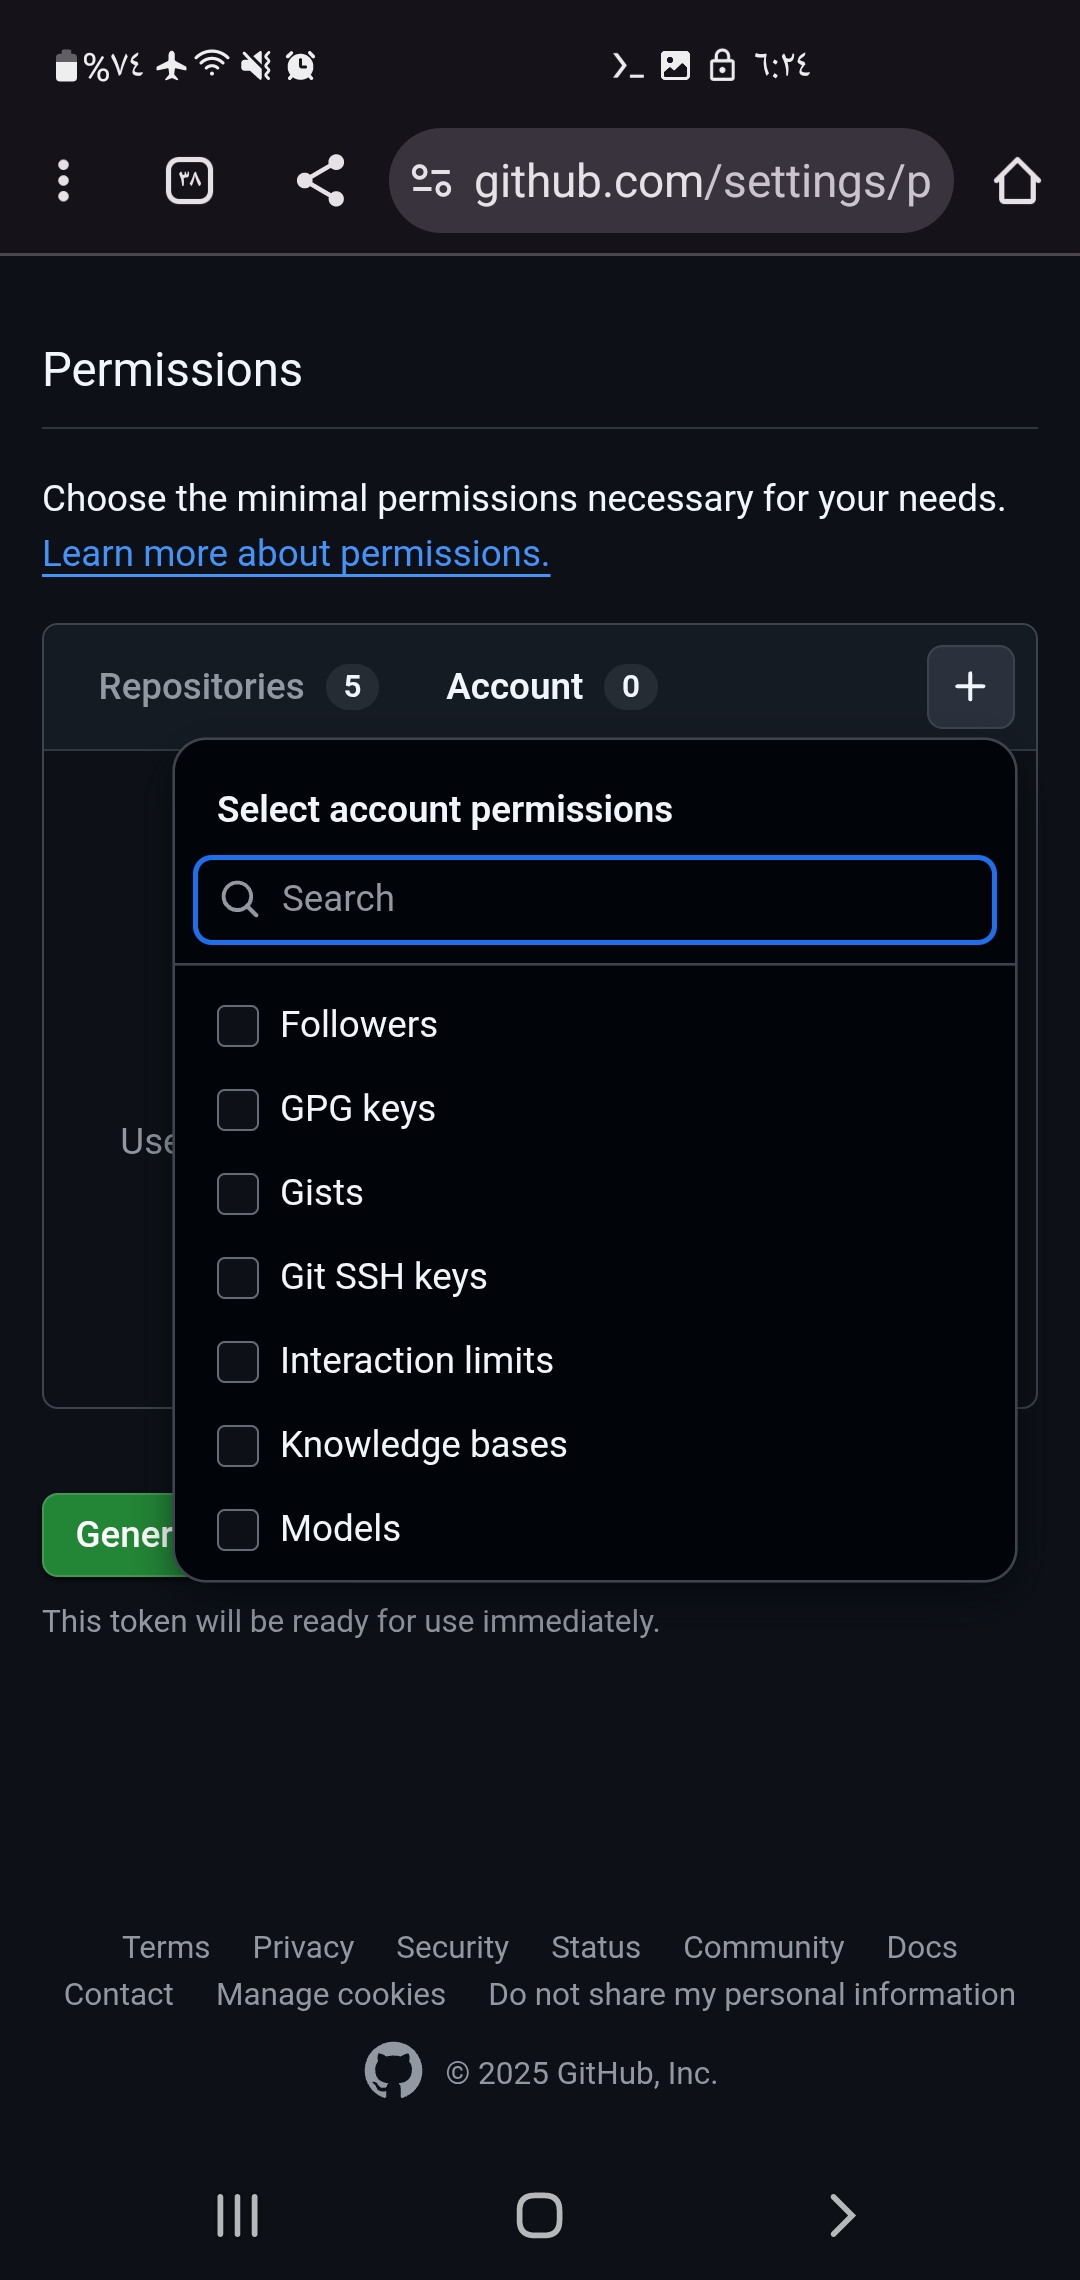 %٧٤ ٦:٢٤
٣٨ github.com/settings/p
Permissions
Choose the minimal permissions necessary for your needs.
Learn more about permissions.
Repositories 5 Account 0
Select account permissions
Search
Followers
GPG keys
Gists
Use
Git SSH keys
Interaction limits
Knowledge bases
Models
Gener
This token will be ready for use immediately.
Terms Privacy Security Status Community Docs
Contact Manage cookies Do not share my personal information
© 2025 GitHub, Inc.